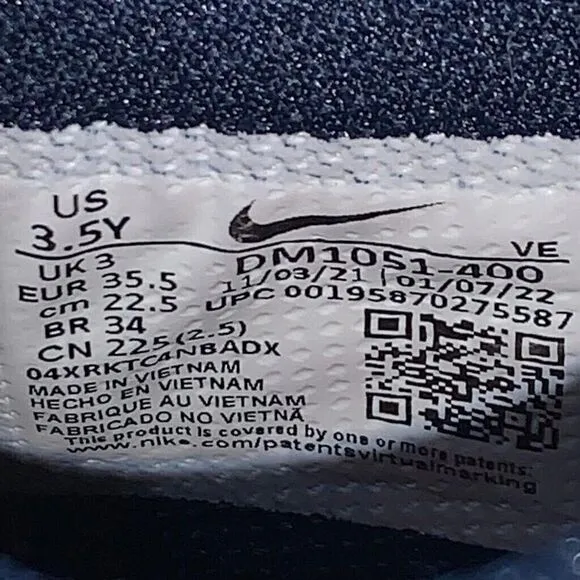 US
3.5Y
VE
UK 3
DM1051-400
EUR 35.5
11/03/21 | 01/07/22
cm 22.5
UPC 00195870275587
BR 34
CN 225(2.5)
04XRKTC4NBADX
MADE IN VIETNAM
HECHO EN VIETNAM
FABRIQUE AU VIETNAM
FABRICADO NO VIETNÃ
This product is covered by one or more patents:
www.nike.com/patentsvirtualmarking